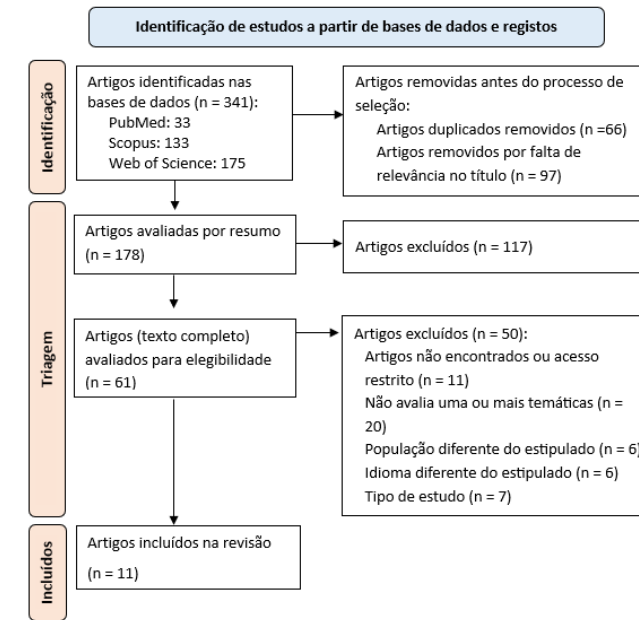 Identificação de estudos a partir de bases de dados e registos
Identificação
Artigos identificadas nas
bases de dados (n = 341):
PubMed: 33
Scopus: 133
Web of Science: 175
Artigos removidas antes do processo de
seleção:
Artigos duplicados removidos (n =66)
Artigos removidos por falta de
relevância no título (n = 97)
Triagem
Artigos avaliadas por resumo
(n = 178)
Artigos excluídos (n = 117)
Artigos (texto completo)
avaliados para elegibilidade
(n = 61)
Artigos excluídos (n = 50):
Artigos não encontrados ou acesso
restrito (n = 11)
Não avalia uma ou mais temáticas (n =
20)
População diferente do estipulado (n = 6)
Idioma diferente do estipulado (n = 6)
Tipo de estudo (n = 7)
Incluídos
Artigos incluídos na revisão
(n = 11)